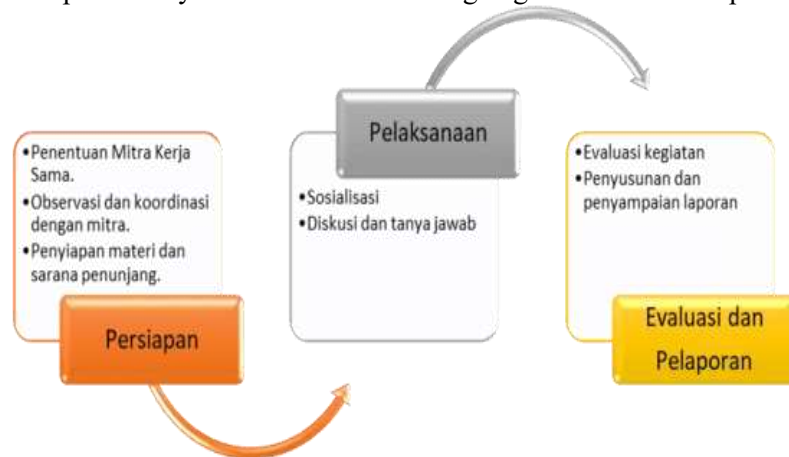 •Penentuan Mitra Kerja
Sama.
•Observasi dan koordinasi
dengan mitra.
•Penyiapan materi dan
sarana penunjang.
Persiapan
Pelaksanaan
•Sosialisasi
•Diskusi dan tanya jawab
•Evaluasi kegiatan
•Penyusunan dan
penyampaian laporan
Evaluasi dan
Pelaporan